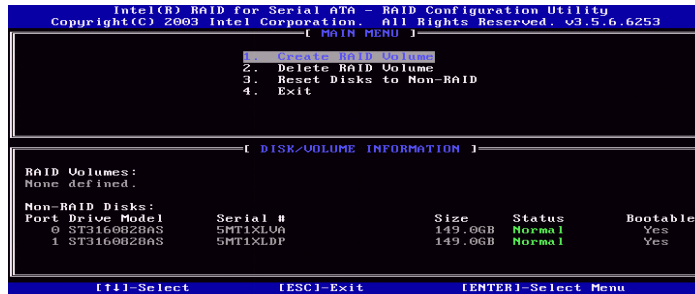 Intel(R) RAID for Serial ATA - RAID Configuration Utility
Copyright(C) 2003 Intel Corporation. All Rights Reserved. v3.5.6.6253
[ MAIN MENU ]
1. Create RAID Volume
2. Delete RAID Volume
3. Reset Disks to Non-RAID
4. Exit
[ DISK/VOLUME INFORMATION ]
RAID Volumes:
None defined.
Non-RAID Disks:
Port Drive Model Serial # Size Status Bootable
0 ST3160828AS 5MT1XLVA 149.0GB Normal Yes
1 ST3160828AS 5MT1XLDP 149.0GB Normal Yes
[↑↓]-Select [ESC]-Exit [ENTER]-Select Menu